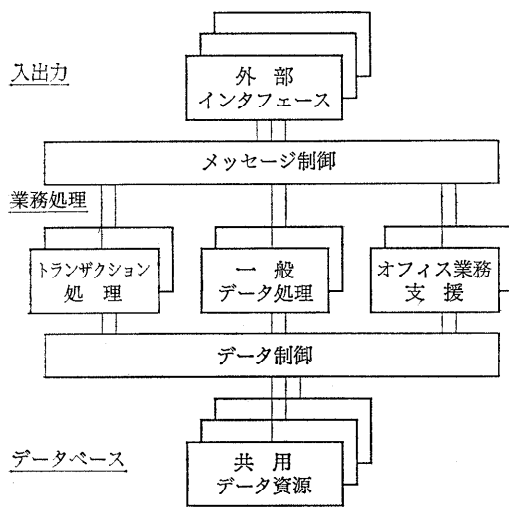 入出力
外部
インタフェース
メッセージ制御
業務処理
トランザクション
処理
一般
データ処理
オフィス業務
支援
データ制御
データベース
共用
データ資源